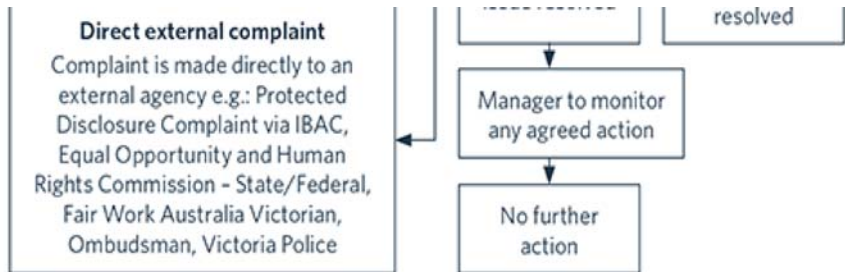 Direct external complaint
Complaint is made directly to an
external agency e.g.: Protected
Disclosure Complaint via IBAC,
Equal Opportunity and Human
Rights Commission – State/Federal,
Fair Work Australia Victorian,
Ombudsman, Victoria Police
issue resolved
Manager to monitor
any agreed action
No further
action
resolved